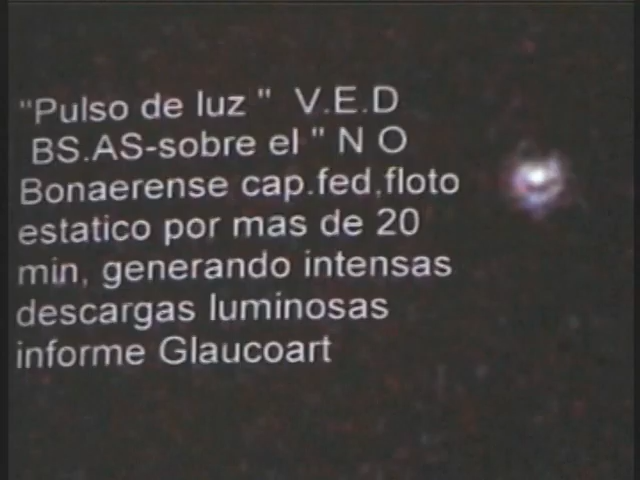 "Pulso de luz " V.E.D
BS.AS-sobre el " N O
Bonaerense cap.fed,floto
estatico por mas de 20
min, generando intensas
descargas luminosas
informe Glaucoart